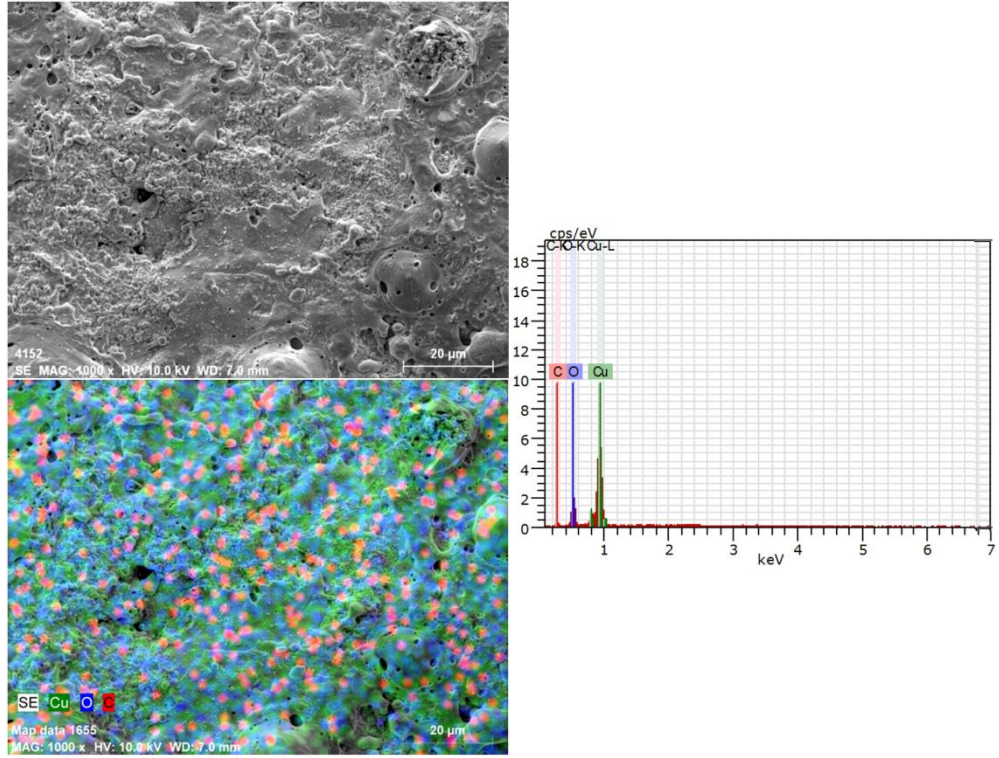 4152
20 µm
SE MAG: 1000 x HV: 10.0 kV WD: 7.0 mm
SE Cu O C
Map data 1655
20 µm
MAG: 1000 x HV: 10.0 kV WD: 7.0 mm
cps/eV
C-K O-K Cu-L
18
16
14
12
C O Cu
10
8
6
4
2
0
1 2 3 4 5 6 7
keV